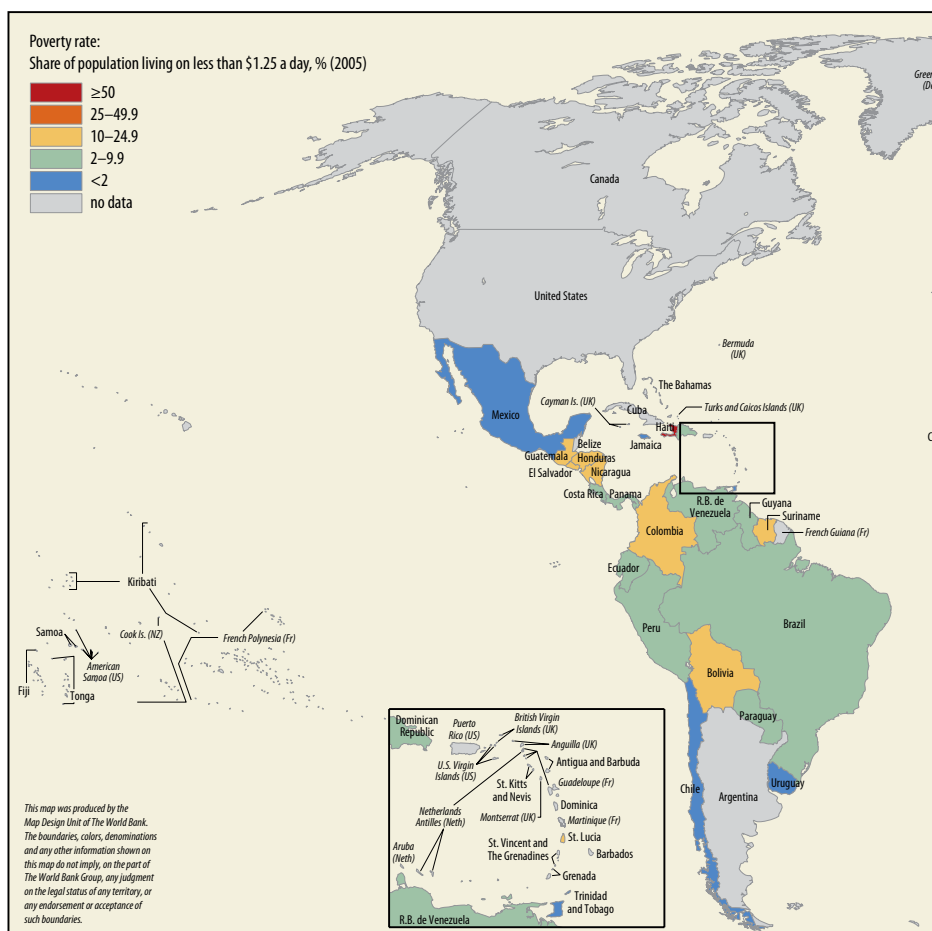 Poverty rate:
Share of population living on less than $1.25 a day, % (2005)
≥50
25–49.9
10–24.9
2–9.9
<2
no data
Canada
United States
Bermuda
(UK)
Mexico
The Bahamas
Cayman Is. (UK)
Cuba
Turks and Caicos Islands (UK)
Haiti
Jamaica
Belize
Guatemala
Honduras
El Salvador
Nicaragua
Costa Rica
Panama
R.B. de
Venezuela
Guyana
Suriname
French Guiana (Fr)
Colombia
Ecuador
Peru
Brazil
Bolivia
Paraguay
Uruguay
Chile
Argentina
Kiribati
Samoa
Cook Is. (NZ)
French Polynesia (Fr)
American
Samoa (US)
Fiji
Tonga
Dominican
Republic
Puerto
Rico (US)
British Virgin
Islands (UK)
Anguilla (UK)
U.S. Virgin
Islands (US)
Antigua and Barbuda
St. Kitts
and Nevis
Guadeloupe (Fr)
Netherlands
Antilles (Neth)
Montserrat (UK)
Dominica
Martinique (Fr)
St. Lucia
St. Vincent and
The Grenadines
Barbados
Aruba
(Neth)
Grenada
Trinidad
and Tobago
R.B. de Venezuela
This map was produced by the
Map Design Unit of The World Bank.
The boundaries, colors, denominations
and any other information shown on
this map do not imply, on the part of
The World Bank Group, any judgment
on the legal status of any territory, or
any endorsement or acceptance of
such boundaries.